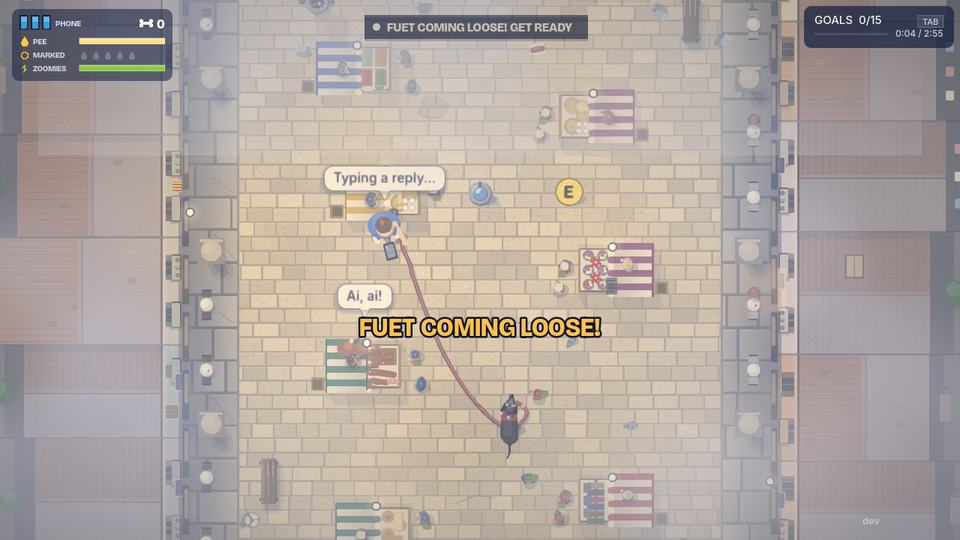 PHONE
0
PEE
MARKED
ZOOMIES
FUET COMING LOOSE! GET READY
GOALS 0/15
TAB
0:04 / 2:55
Typing a reply...
E
Ai, ai!
FUET COMING LOOSE!
dev